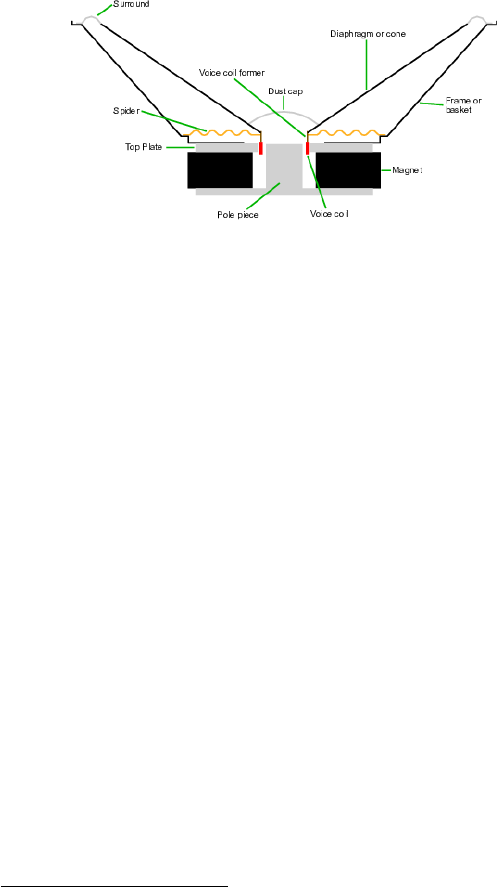 Surround
Diaphragm or cone
Voice coil former
Dust cap
Frame or
basket
Spider
Top Plate
Magnet
Pole piece
Voice coil